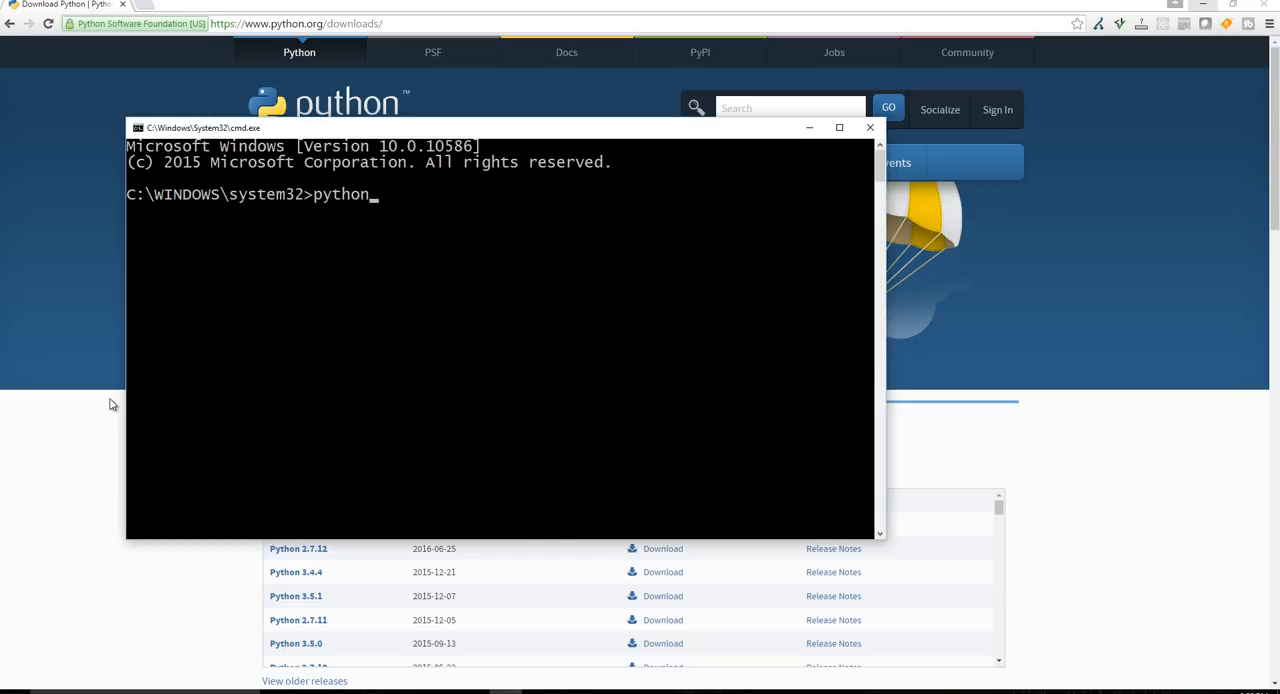 Download Python | Pytho
Python Software Foundation [US] https://www.python.org/downloads/
Python PSF Docs PyPI Jobs Community
python™
Search GO Socialize Sign In
C:\Windows\System32\cmd.exe
Microsoft Windows [Version 10.0.10586]
(c) 2015 Microsoft Corporation. All rights reserved.
vents
C:\WINDOWS\system32>python_
Python 2.7.12 2016-06-25 Download Release Notes
Python 3.4.4 2015-12-21 Download Release Notes
Python 3.5.1 2015-12-07 Download Release Notes
Python 2.7.11 2015-12-05 Download Release Notes
Python 3.5.0 2015-09-13 Download Release Notes
View older releases